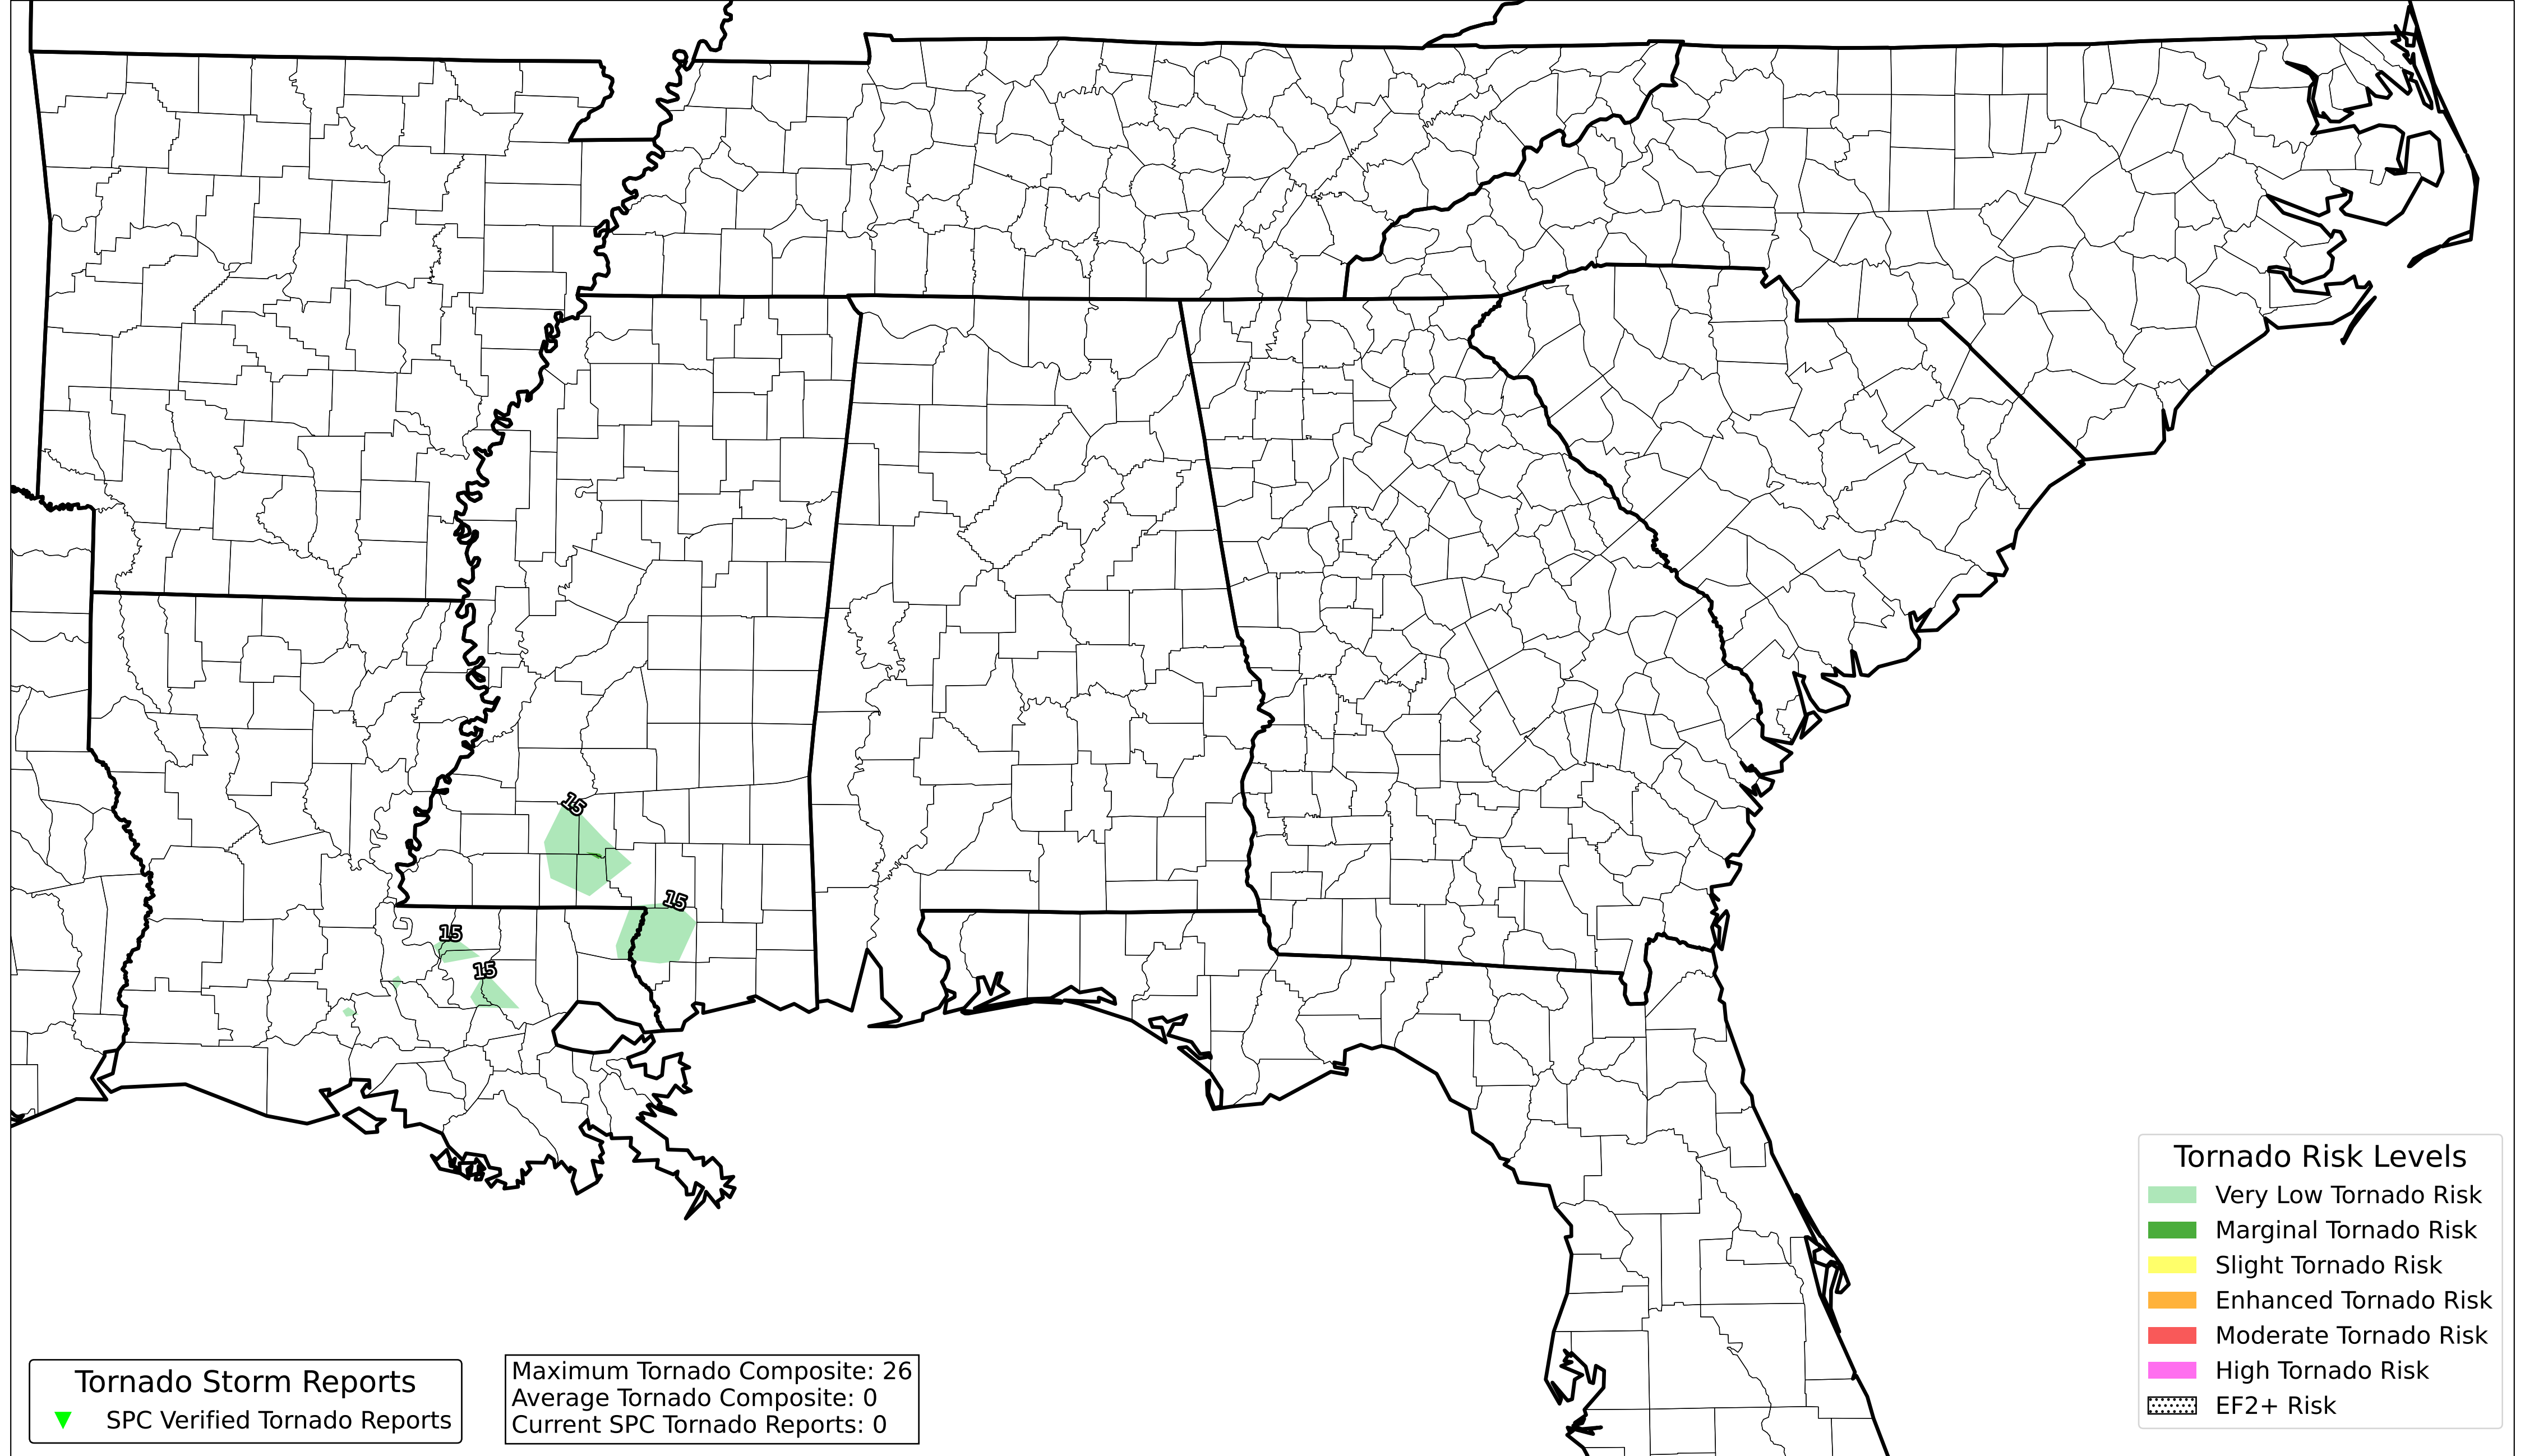 15
15
15
15
Tornado Risk Levels
Very Low Tornado Risk
Marginal Tornado Risk
Slight Tornado Risk
Enhanced Tornado Risk
Moderate Tornado Risk
High Tornado Risk
EF2+ Risk
Tornado Storm Reports
SPC Verified Tornado Reports
Maximum Tornado Composite: 26
Average Tornado Composite: 0
Current SPC Tornado Reports: 0